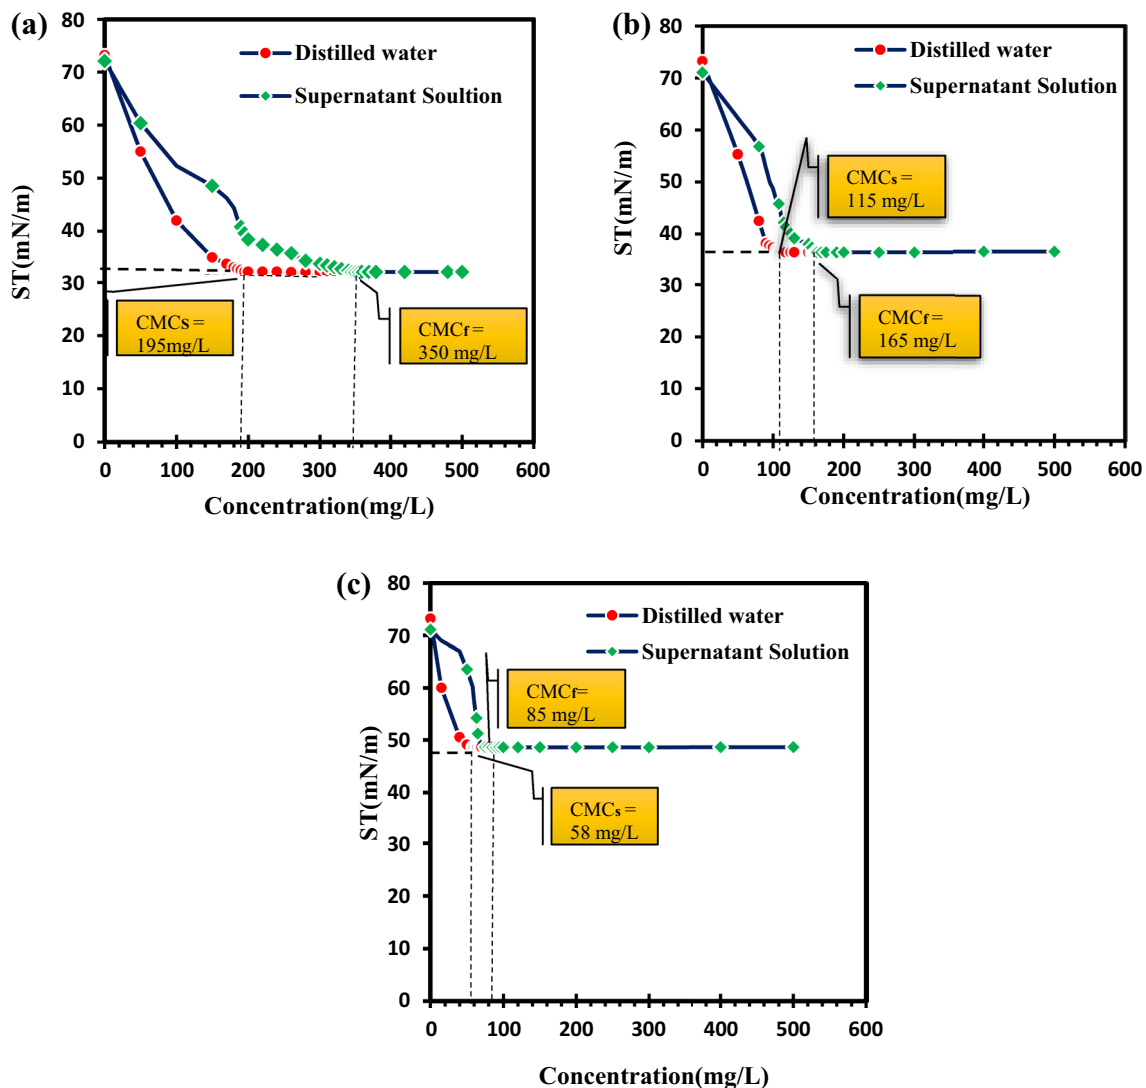 (a)
80
70
60
50
40
30
20
10
0
ST(mN/m)
Distilled water
Supernatant Soultion
CMCs =
195mg/L
CMCf =
350 mg/L
0 100 200 300 400 500 600
Concentration(mg/L)
(b)
80
70
60
50
40
30
20
10
0
ST(mN/m)
Distilled water
Supernatant Solution
CMCs =
115 mg/L
CMCf =
165 mg/L
0 100 200 300 400 500 600
Concentration(mg/L)
(c)
80
70
60
50
40
30
20
10
0
ST(mN/m)
Distilled water
Supernatant Solution
CMCf=
85 mg/L
CMCs =
58 mg/L
0 100 200 300 400 500 600
Concentration(mg/L)